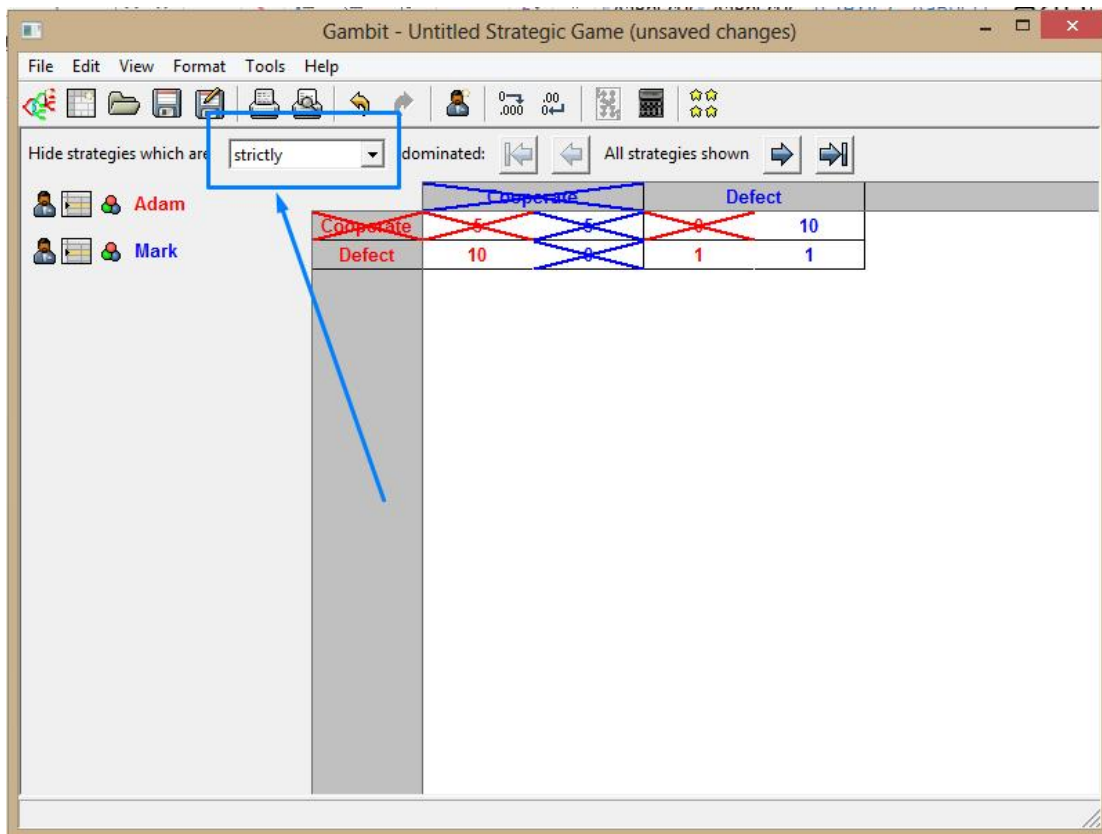 Gambit - Untitled Strategic Game (unsaved changes)
File Edit View Format Tools Help
Hide strategies which are strictly dominated: All strategies shown
Adam
Mark
Cooperate Defect
Cooperate 5 5 0 10
Defect 10 0 1 1